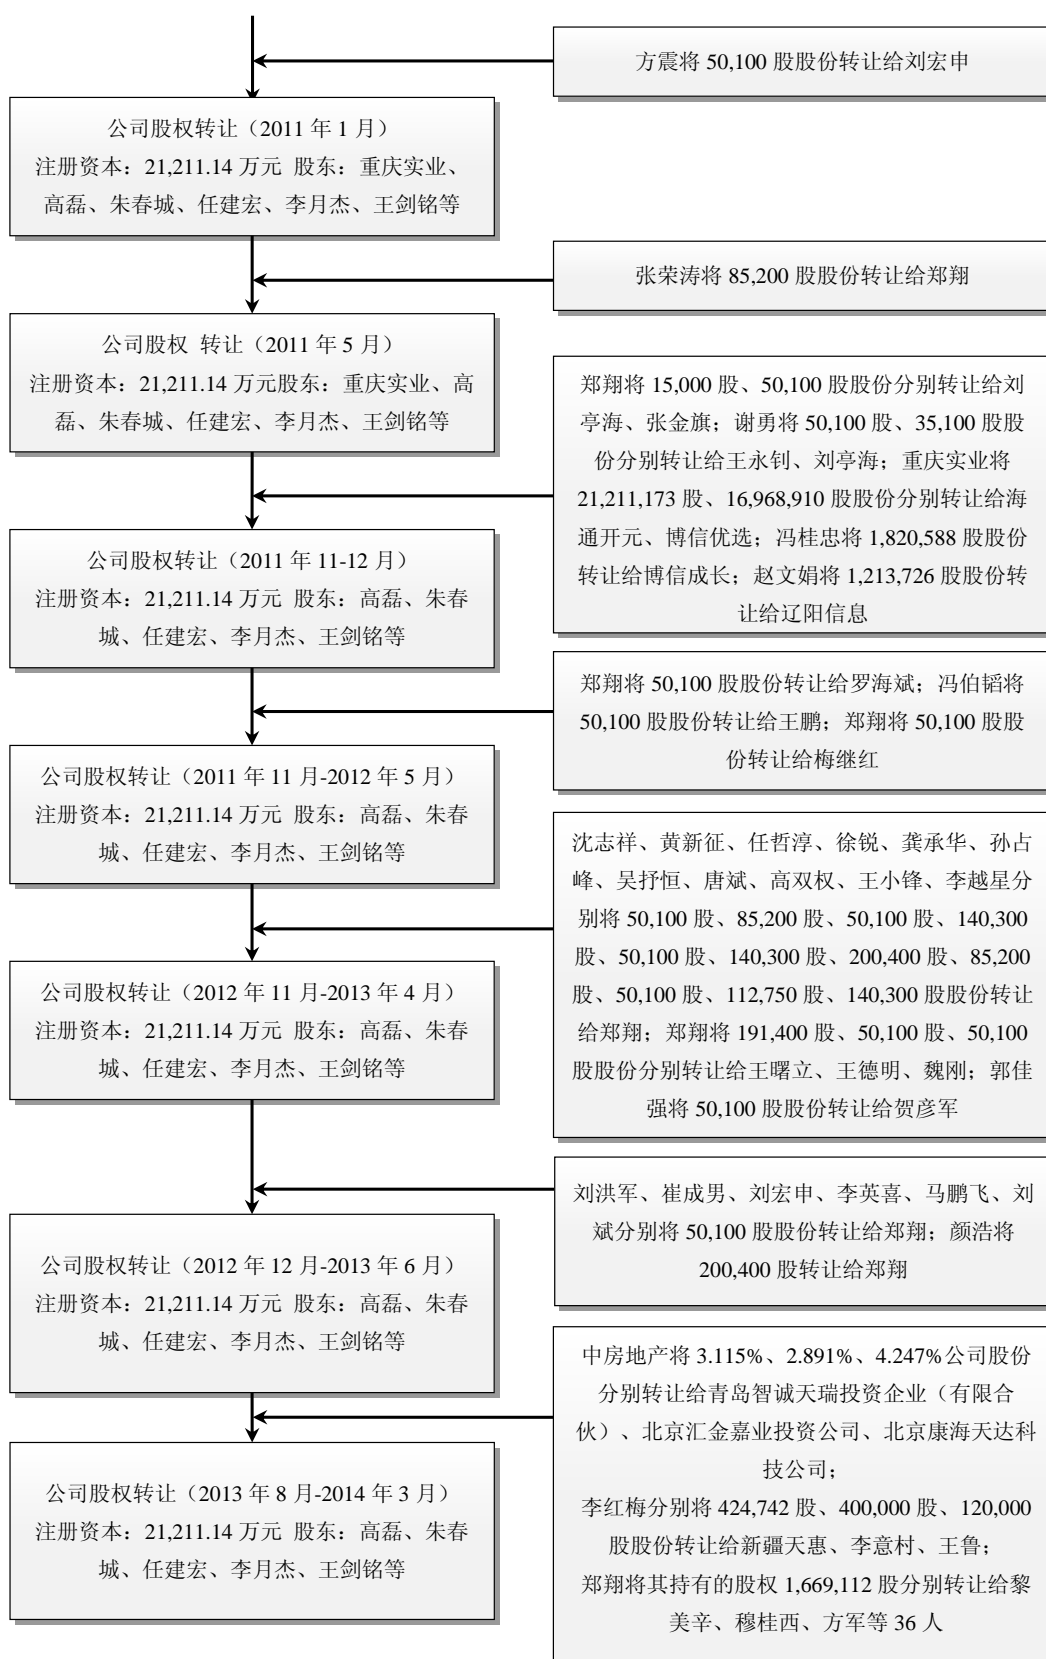 方震将 50,100 股股份转让给刘宏申
公司股权转让（2011 年 1 月）
注册资本：21,211.14 万元 股东：重庆实业、
高磊、朱春城、任建宏、李月杰、王剑铭等
张荣涛将 85,200 股股份转让给郑翔
公司股权 转让（2011 年 5 月）
注册资本：21,211.14 万元股东：重庆实业、高
磊、朱春城、任建宏、李月杰、王剑铭等
郑翔将 15,000 股、50,100 股股份分别转让给刘
亭海、张金旗；谢勇将 50,100 股、35,100 股股
份分别转让给王永钊、刘亭海；重庆实业将
21,211,173 股、16,968,910 股股份分别转让给海
通开元、博信优选；冯桂忠将 1,820,588 股股份
转让给博信成长；赵文娟将 1,213,726 股股份转
让给辽阳信息
公司股权转让（2011 年 11-12 月）
注册资本：21,211.14 万元 股东：高磊、朱春
城、任建宏、李月杰、王剑铭等
郑翔将 50,100 股股份转让给罗海斌；冯伯韬将
50,100 股股份转让给王鹏；郑翔将 50,100 股股
份转让给梅继红
公司股权转让（2011 年 11 月-2012 年 5 月）
注册资本：21,211.14 万元 股东：高磊、朱春
城、任建宏、李月杰、王剑铭等
沈志祥、黄新征、任哲淳、徐锐、龚承华、孙占
峰、吴抒恒、唐斌、高双权、王小锋、李越星分
别将 50,100 股、85,200 股、50,100 股、140,300
股、50,100 股、140,300 股、200,400 股、85,200
股、50,100 股、112,750 股、140,300 股股份转让
给郑翔；郑翔将 191,400 股、50,100 股、50,100
股股份分别转让给王曙立、王德明、魏刚；郭佳
强将 50,100 股股份转让给贺彦军
公司股权转让（2012 年 11 月-2013 年 4 月）
注册资本：21,211.14 万元 股东：高磊、朱春
城、任建宏、李月杰、王剑铭等
刘洪军、崔成男、刘宏申、李英喜、马鹏飞、刘
斌分别将 50,100 股股份转让给郑翔；颜浩将
200,400 股转让给郑翔
公司股权转让（2012 年 12 月-2013 年 6 月）
注册资本：21,211.14 万元 股东：高磊、朱春
城、任建宏、李月杰、王剑铭等
中房地产将 3.115%、2.891%、4.247%公司股份
分别转让给青岛智诚天瑞投资企业（有限合
伙）、北京汇金嘉业投资公司、北京康海天达科
技公司；
李红梅分别将 424,742 股、400,000 股、120,000
股股份转让给新疆天惠、李意村、王鲁；
郑翔将其持有的股权 1,669,112 股分别转让给黎
美辛、穆桂西、方军等 36 人
公司股权转让（2013 年 8 月-2014 年 3 月）
注册资本：21,211.14 万元 股东：高磊、朱春
城、任建宏、李月杰、王剑铭等